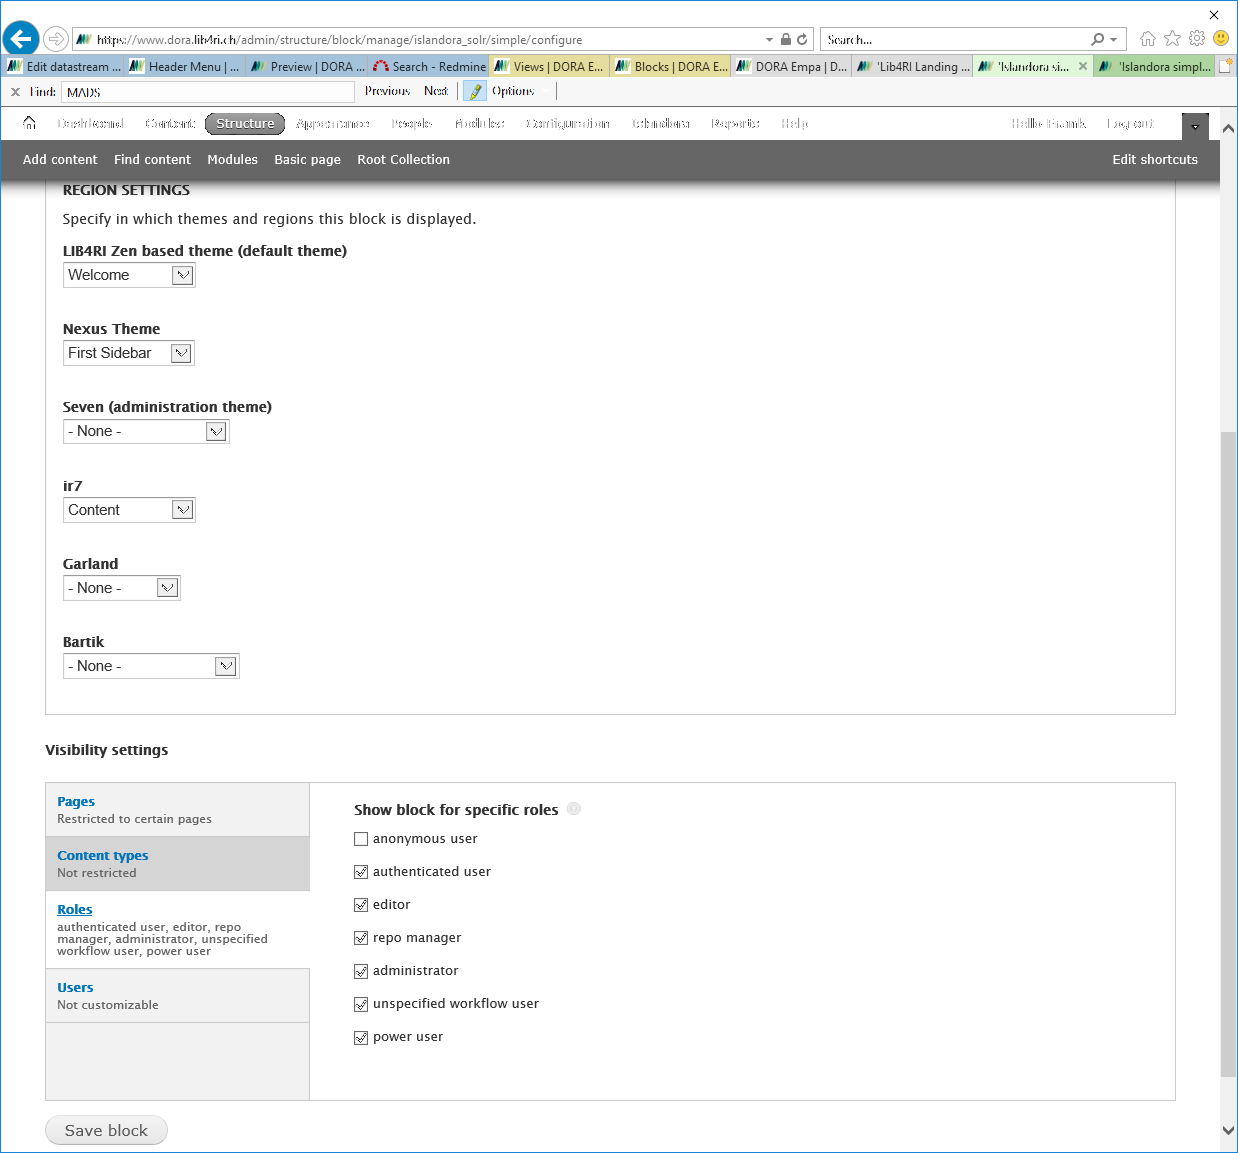 https://www.dora.lib4ri.ch/admin/structure/block/manage/islandora_solr/simple/configure
Search...
Edit datastream ...
Header Menu | ...
Preview | DORA ...
Search - Redmine
Views | DORA E...
Blocks | DORA E...
DORA Empa | D...
'Lib4RI Landing ...
'Islandora si...
'Islandora simpl...
Find: MADS
Previous Next Options
Dashboard Content Structure Appearance People Modules Configuration Islandora Reports Help Hello Frank Log out
Add content Find content Modules Basic page Root Collection Edit shortcuts
REGION SETTINGS
Specify in which themes and regions this block is displayed.
LIB4RI Zen based theme (default theme)
Welcome
Nexus Theme
First Sidebar
Seven (administration theme)
- None -
ir7
Content
Garland
- None -
Bartik
- None -
Visibility settings
Pages
Restricted to certain pages
Content types
Not restricted
Roles
authenticated user, editor, repo
manager, administrator, unspecified
workflow user, power user
Users
Not customizable
Show block for specific roles
anonymous user
authenticated user
editor
repo manager
administrator
unspecified workflow user
power user
Save block